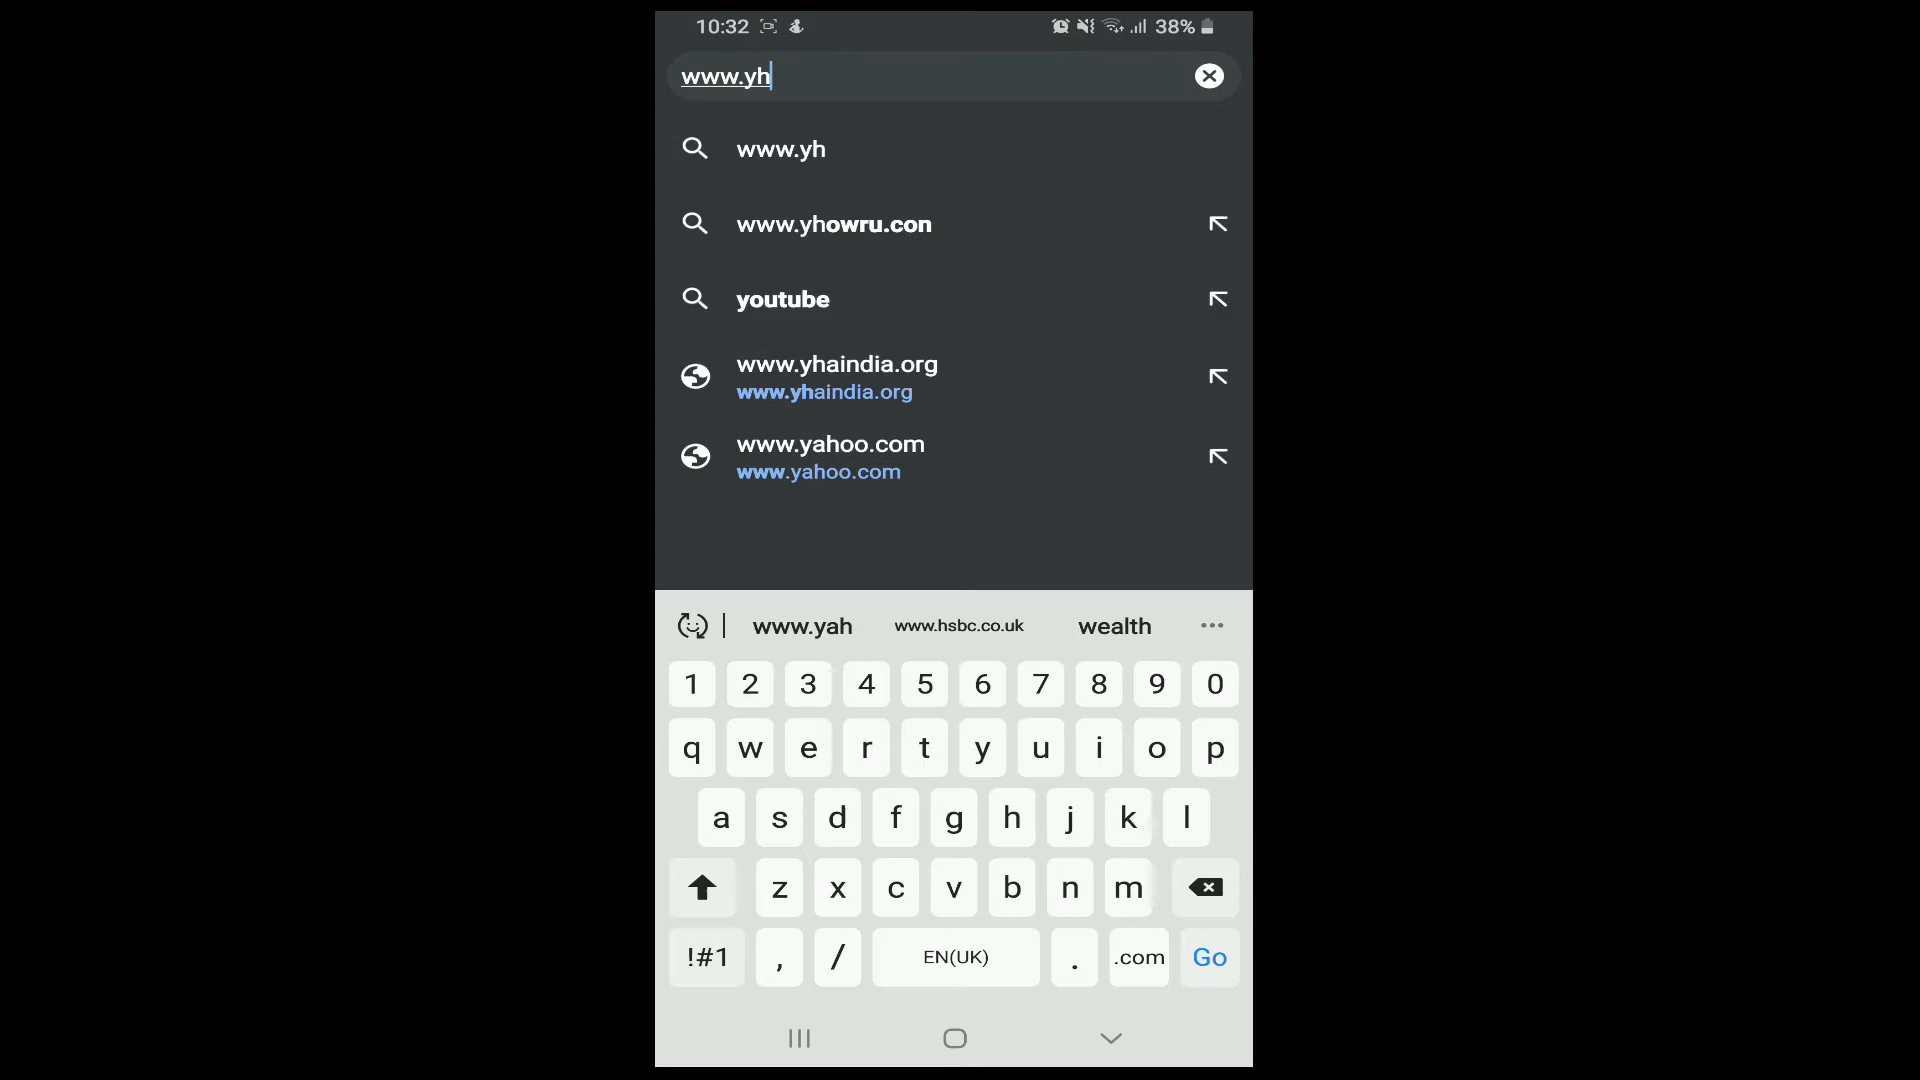 10:32
38%
www.yh
www.yh
www.yhowru.con
youtube
www.yhaindia.org
www.yhaindia.org
www.yahoo.com
www.yahoo.com
www.yah www.hsbc.co.uk wealth
1 2 3 4 5 6 7 8 9 0
q w e r t y u i o p
a s d f g h j k l
z x c v b n m
!#1 , / EN(UK) . .com Go